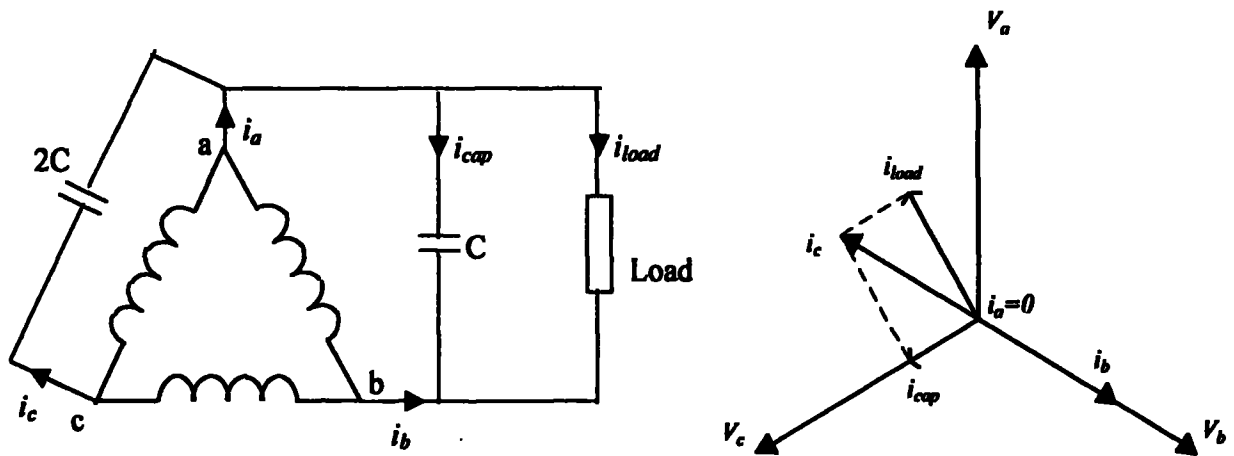 2C
a
i_a
i_cap
i_load
C
Load
c
i_c
b
i_b
V_a
i_load
i_c
i_a=0
i_b
i_cap
V_c
V_b